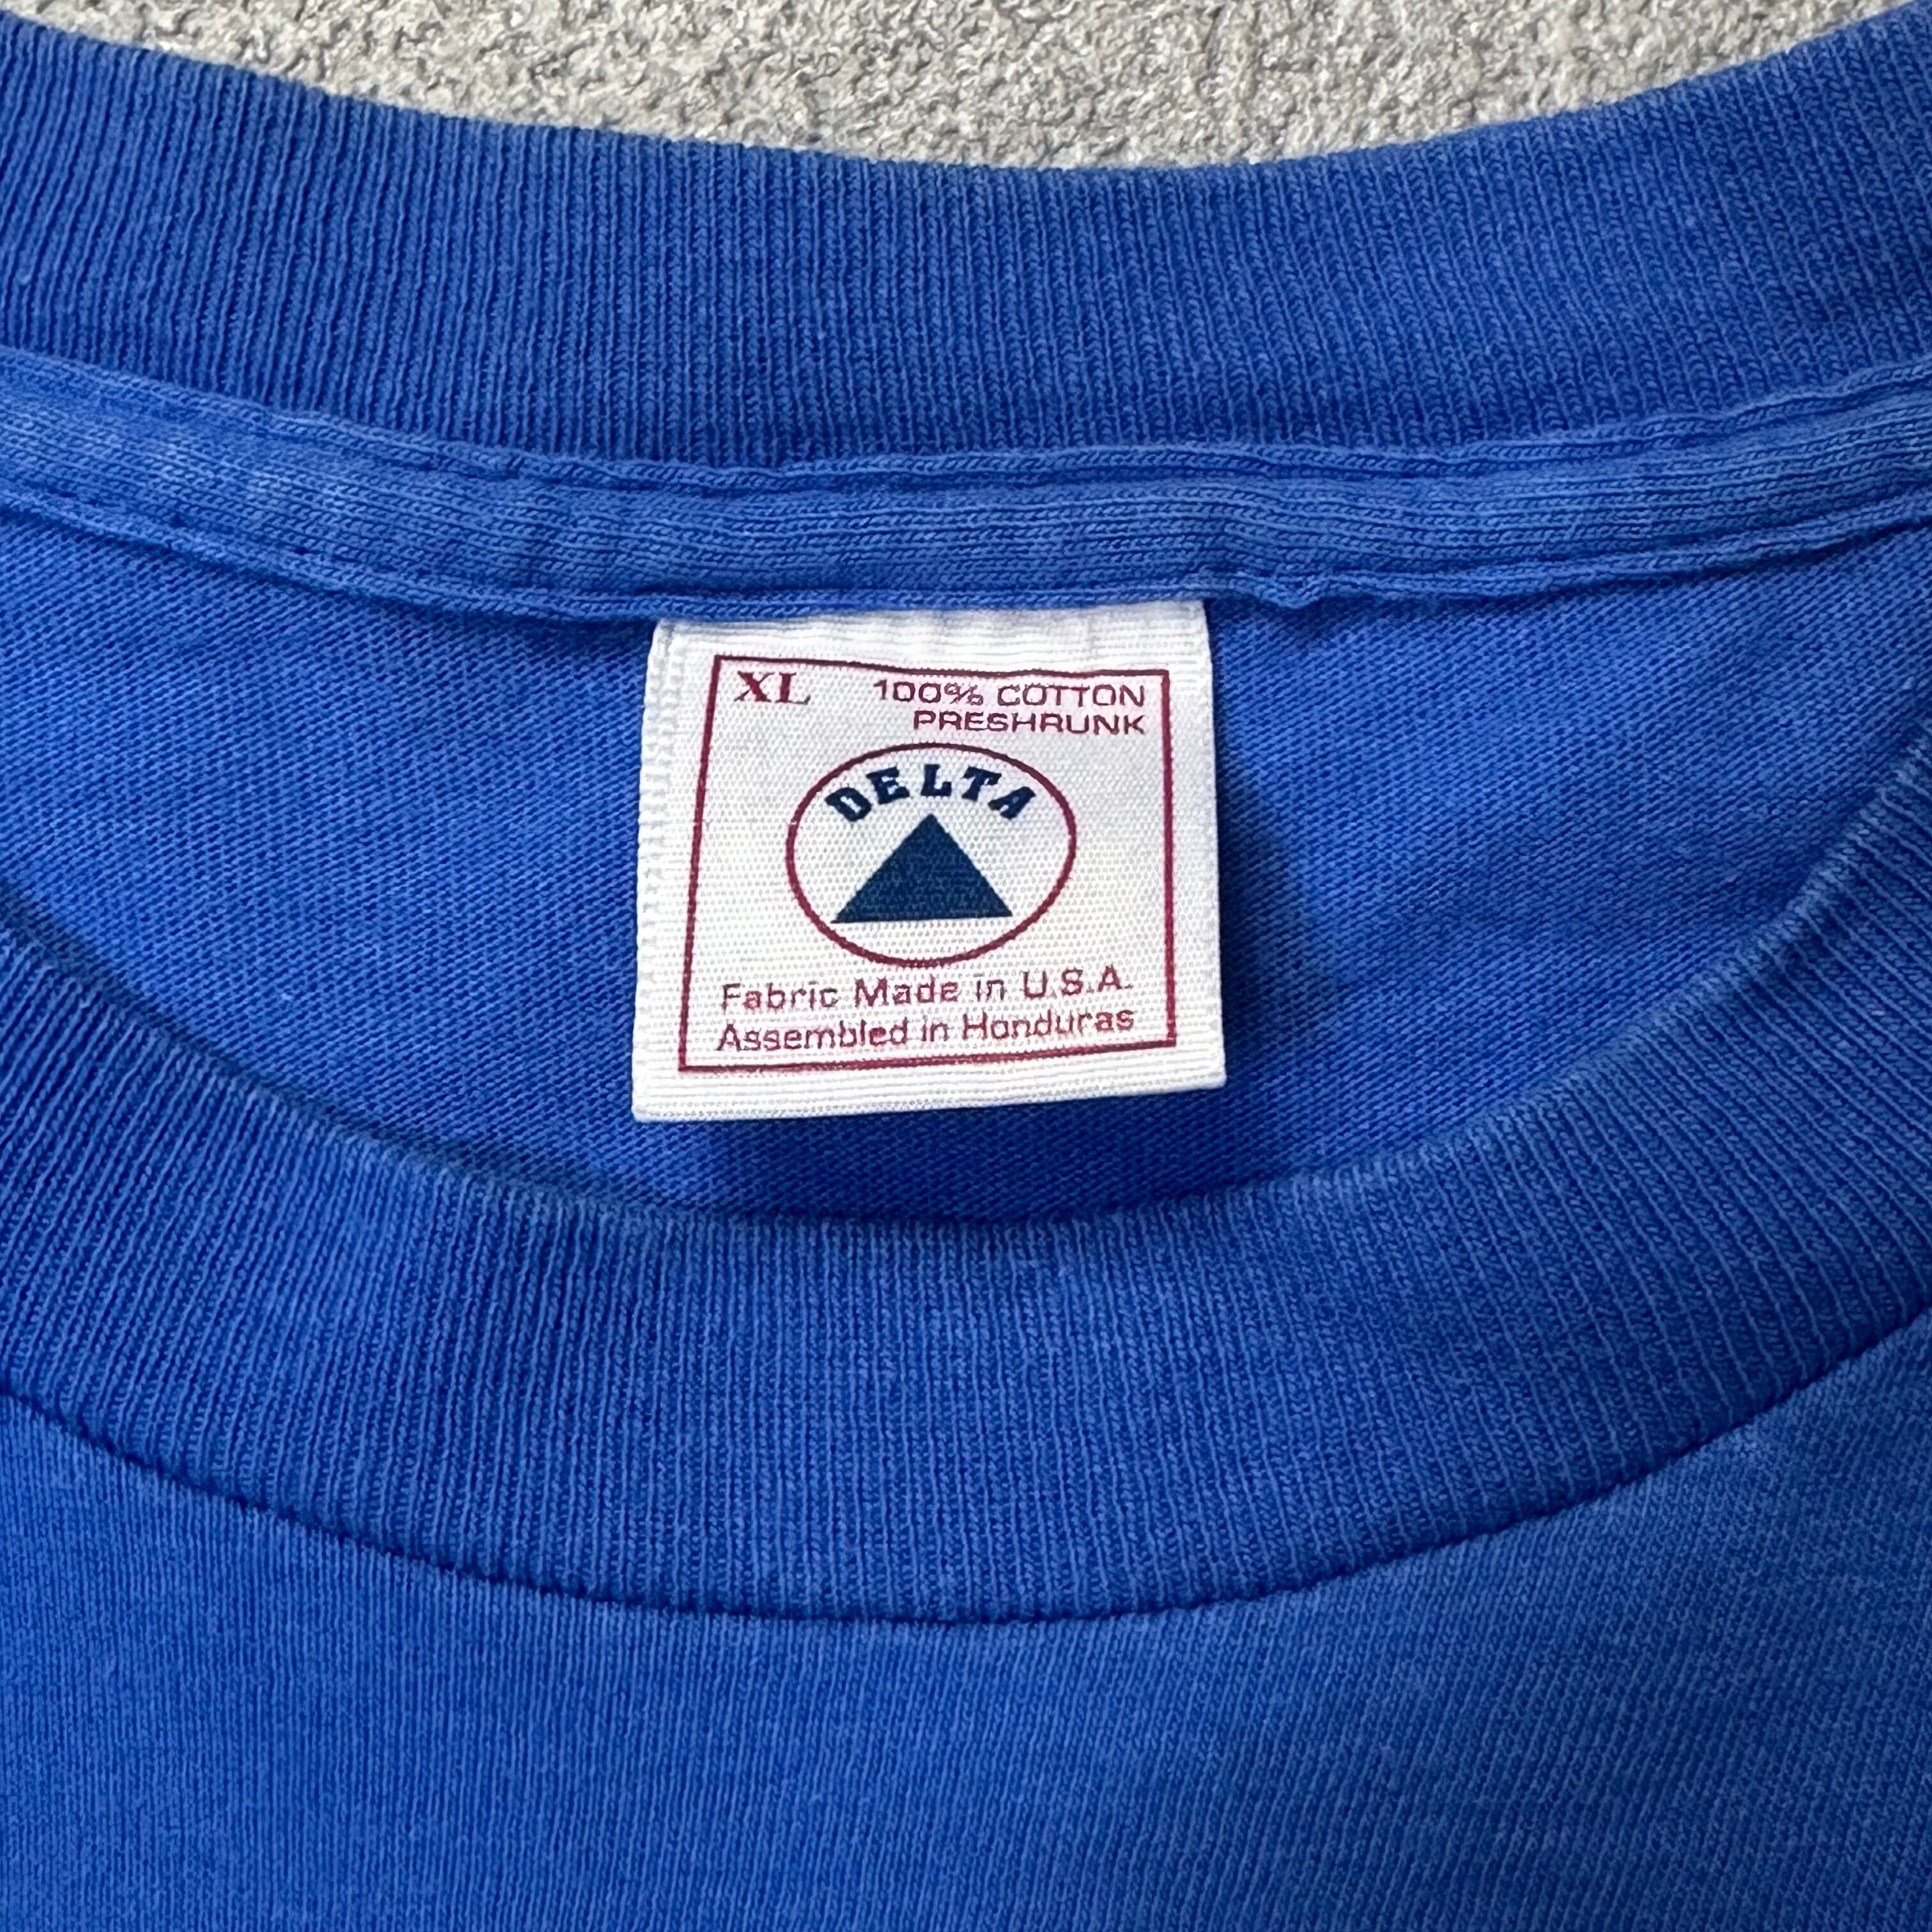 XL 100% COTTON
PRESHRUNK
DELTA
Fabric Made in U.S.A.
Assembled in Honduras